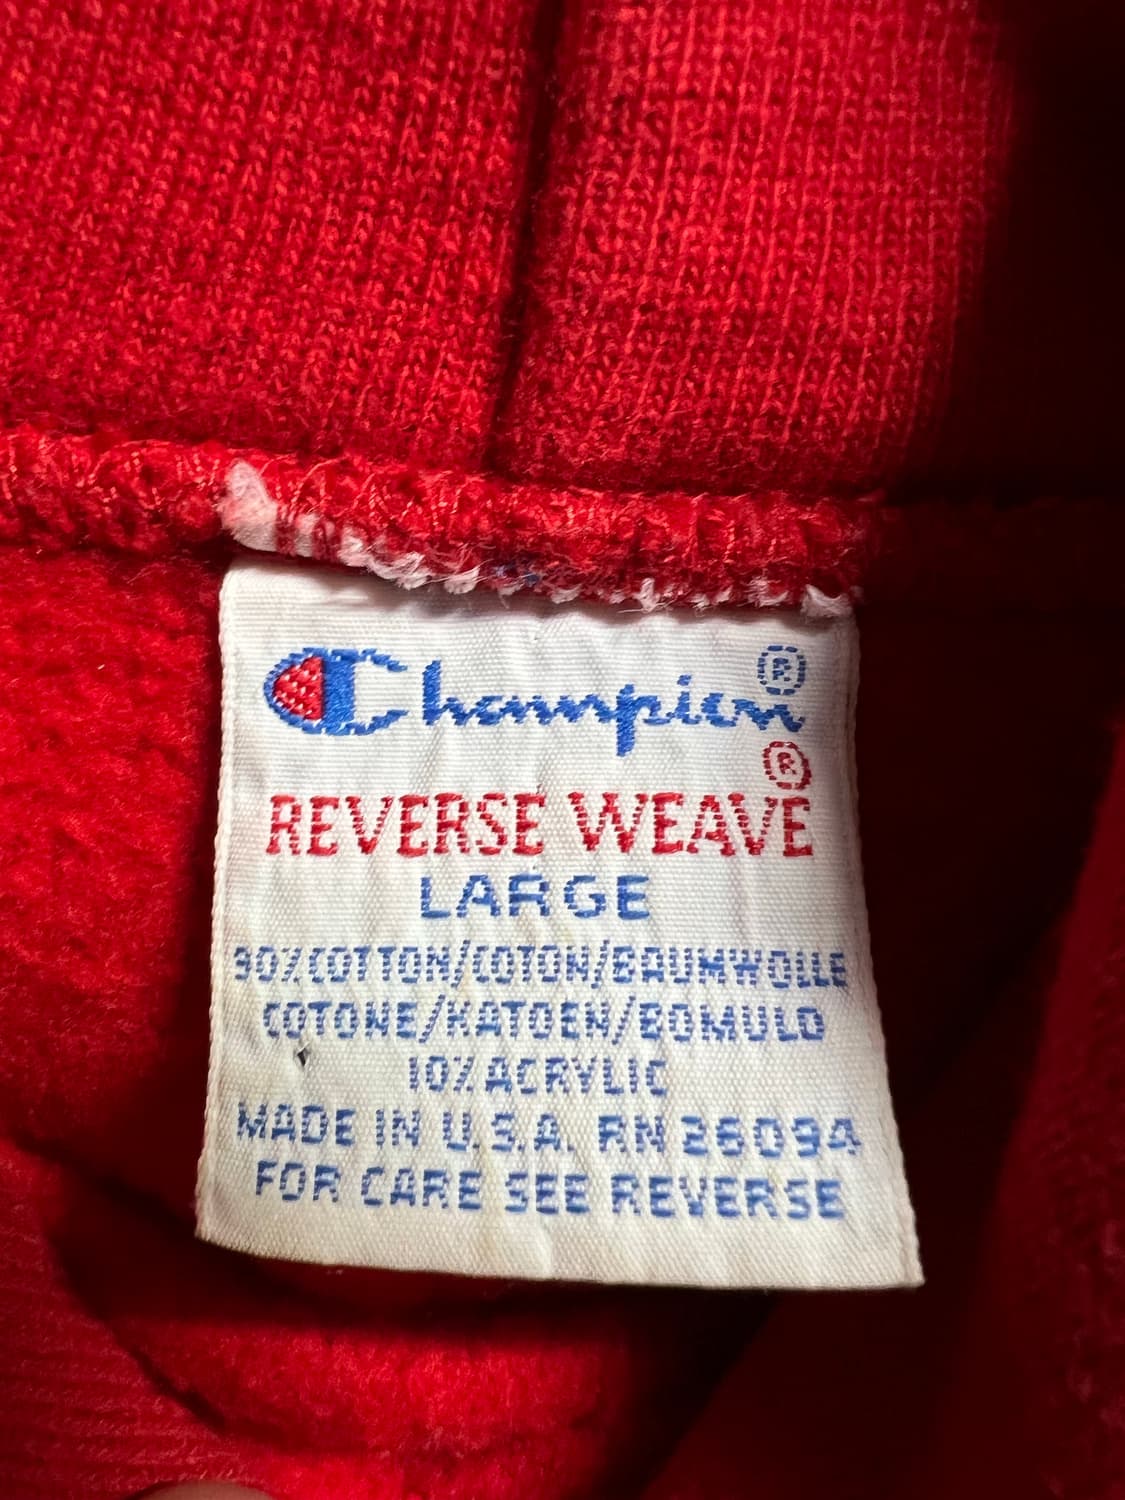 Champion®
REVERSE WEAVE®
LARGE
90% COTTON/COTON/BAUMWOLLE
COTONE/KATOEN/BOMULD
10% ACRYLIC
MADE IN U.S.A. RN 26094
FOR CARE SEE REVERSE